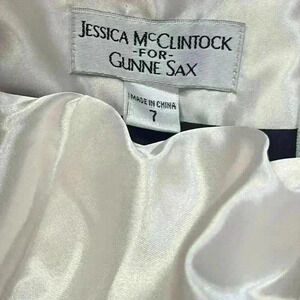 JESSICA McCLINTOCK
-FOR-
GUNNE SAX
MADE IN CHINA
7